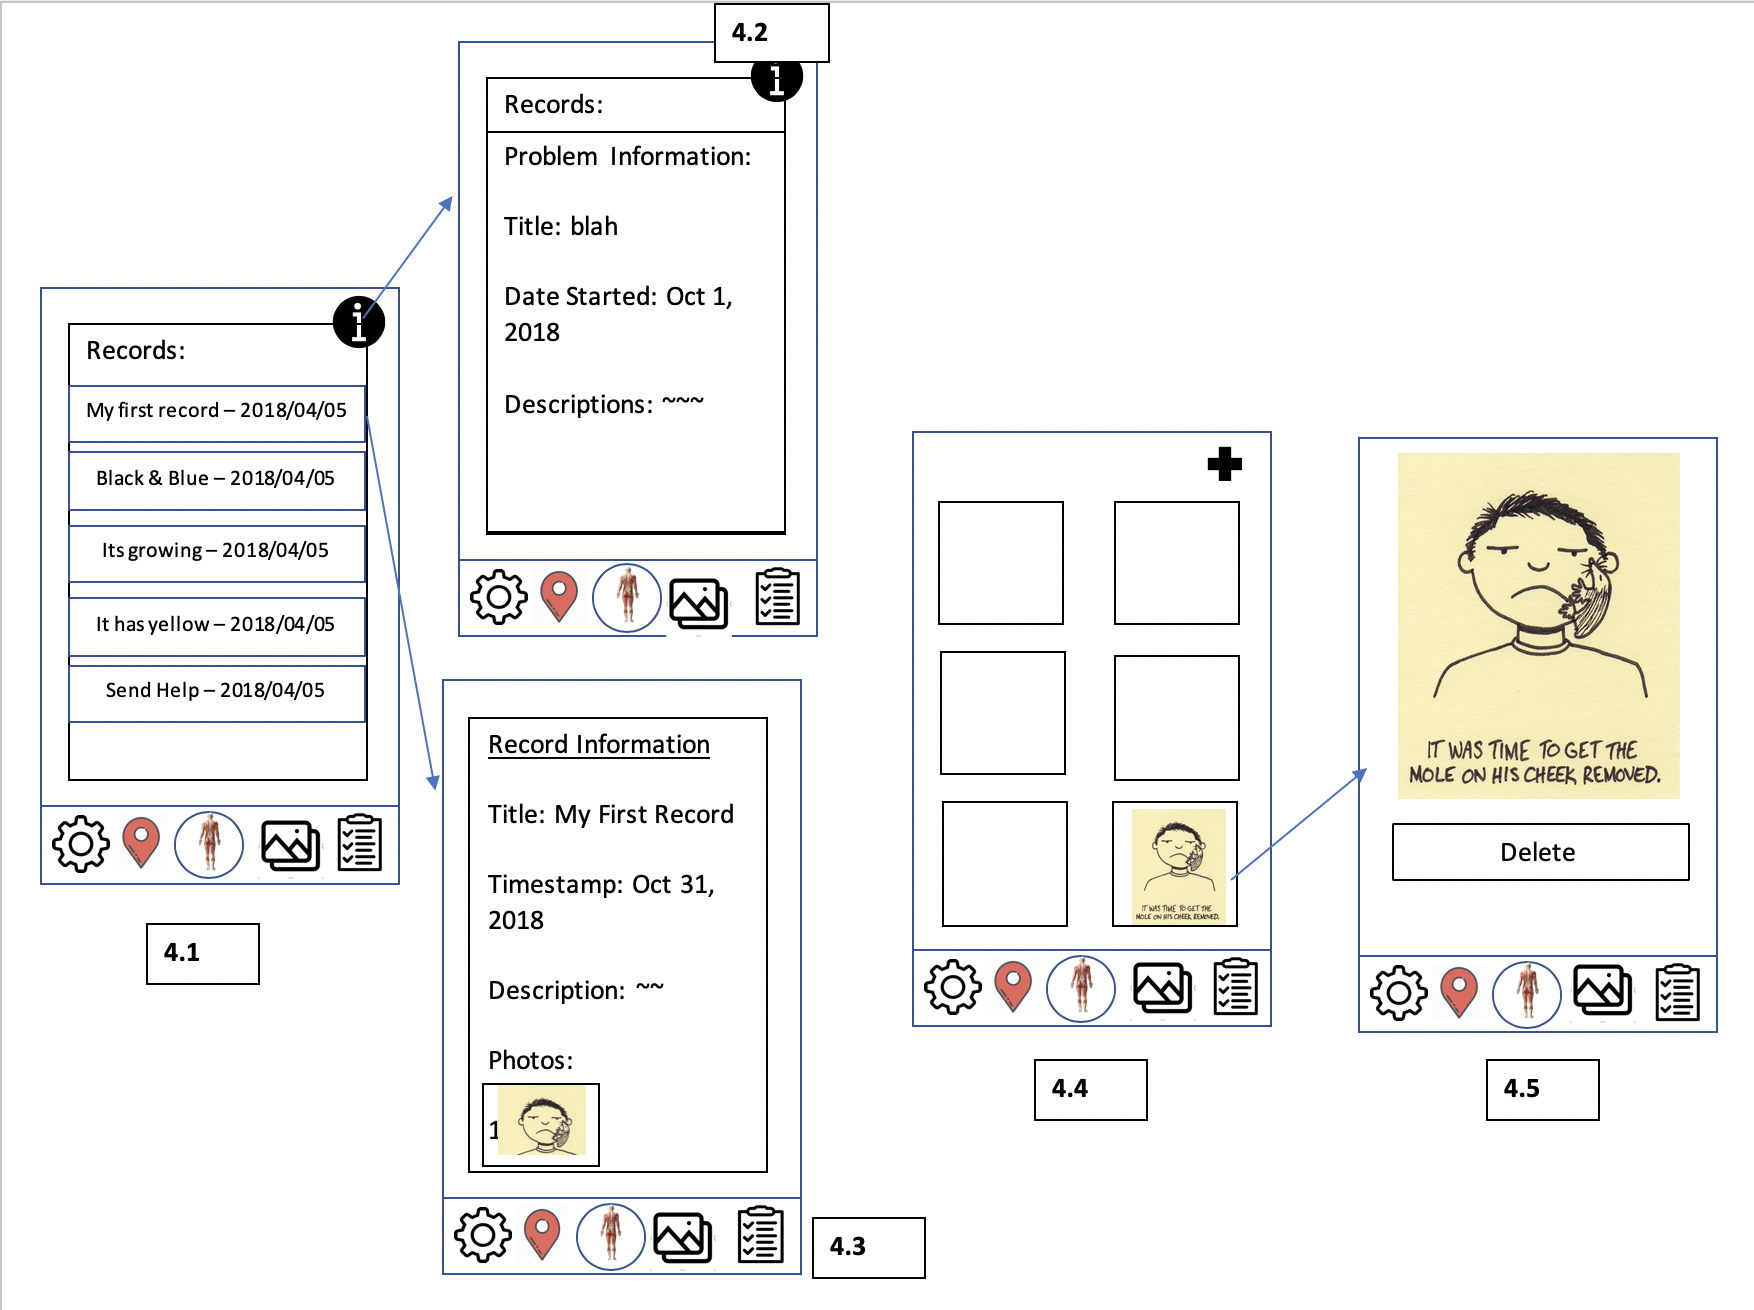 4.2
i
Records:
Problem Information:
Title: blah
Date Started: Oct 1,
2018
Descriptions: ~~~
i
Records:
My first record – 2018/04/05
Black & Blue – 2018/04/05
Its growing – 2018/04/05
It has yellow – 2018/04/05
Send Help – 2018/04/05
4.1
Record Information
Title: My First Record
Timestamp: Oct 31,
2018
Description: ~~
Photos:
1
4.3
IT WAS TIME TO GET THE
MOLE ON HIS CHEEK REMOVED.
4.4
IT WAS TIME TO GET THE
MOLE ON HIS CHEEK REMOVED.
Delete
4.5